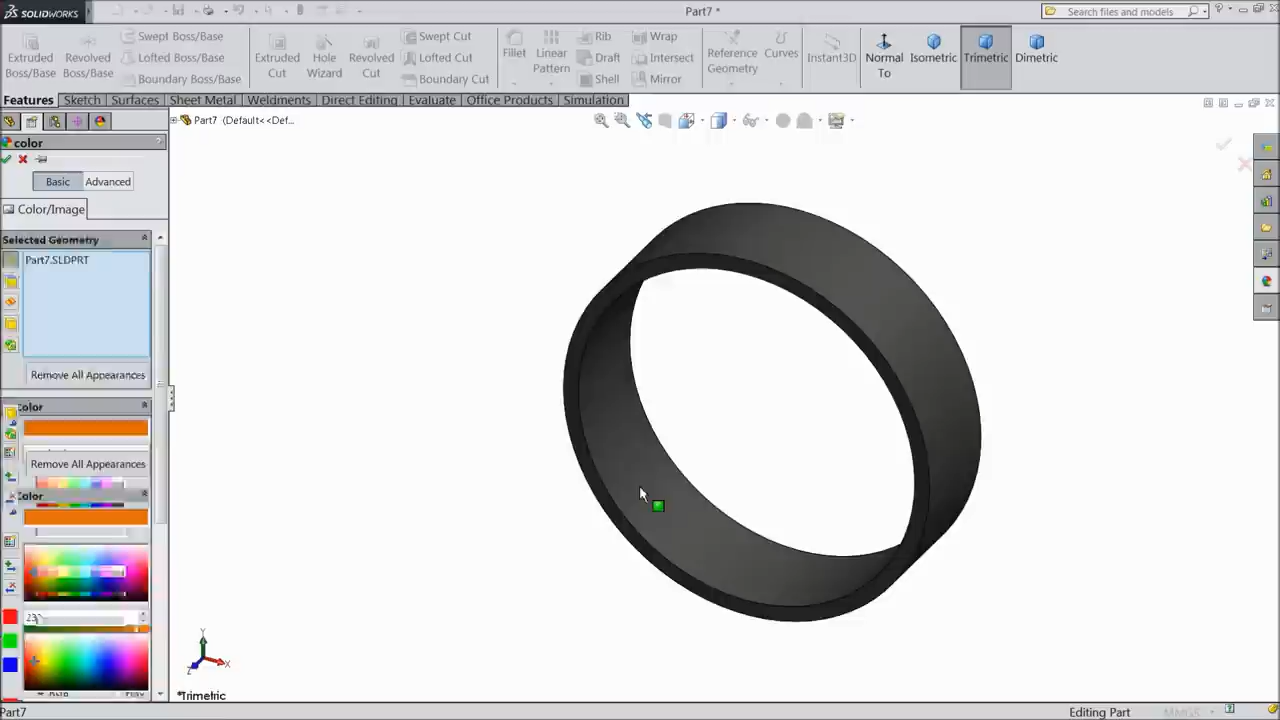 SOLIDWORKS
Part7 *
Search files and models
Extruded Boss/Base
Revolved Boss/Base
Swept Boss/Base
Lofted Boss/Base
Boundary Boss/Base
Extruded Cut
Hole Wizard
Revolved Cut
Swept Cut
Lofted Cut
Boundary Cut
Fillet
Linear Pattern
Rib
Draft
Shell
Wrap
Intersect
Mirror
Reference Geometry
Curves
Instant3D
Normal To
Isometric
Trimetric
Dimetric
Features
Sketch
Surfaces
Sheet Metal
Weldments
Direct Editing
Evaluate
Office Products
Simulation
Part7 (Default<<Def...
color
?
Basic
Advanced
Color/Image
Selected Geometry
Part7.SLDPRT
Remove All Appearances
Color
Remove All Appearances
Color
Y
X
Z
*Trimetric
Part7
Editing Part
MMGS